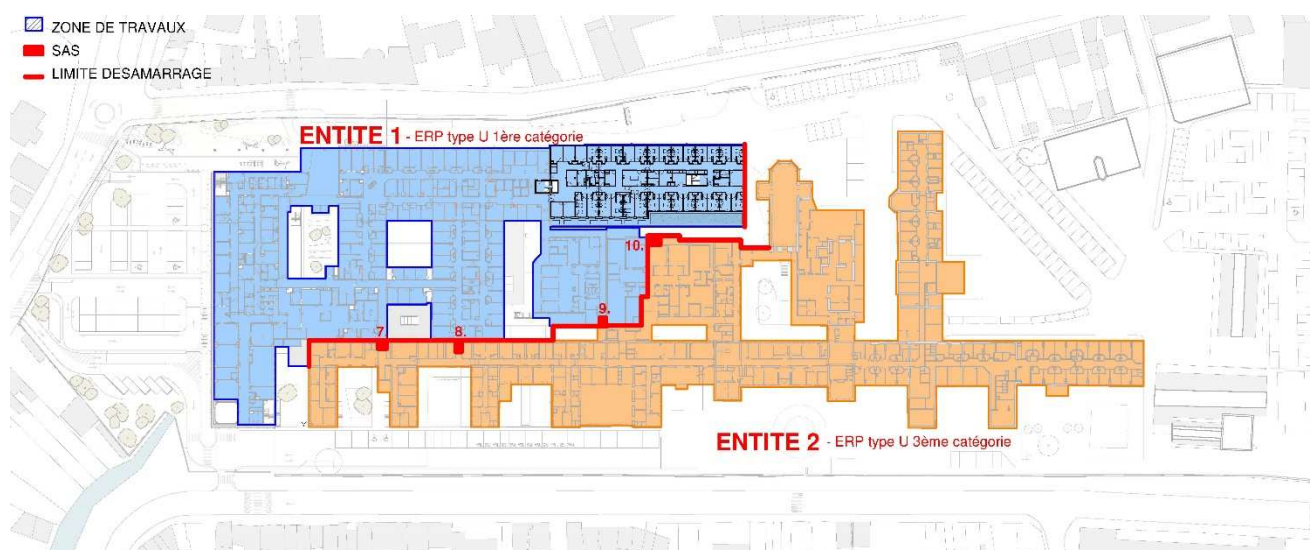 ZONE DE TRAVAUX
SAS
LIMITE DESAMARRAGE
ENTITE 1 - ERP type U 1ère catégorie
10.
9.
7
8.
ENTITE 2 - ERP type U 3ème catégorie